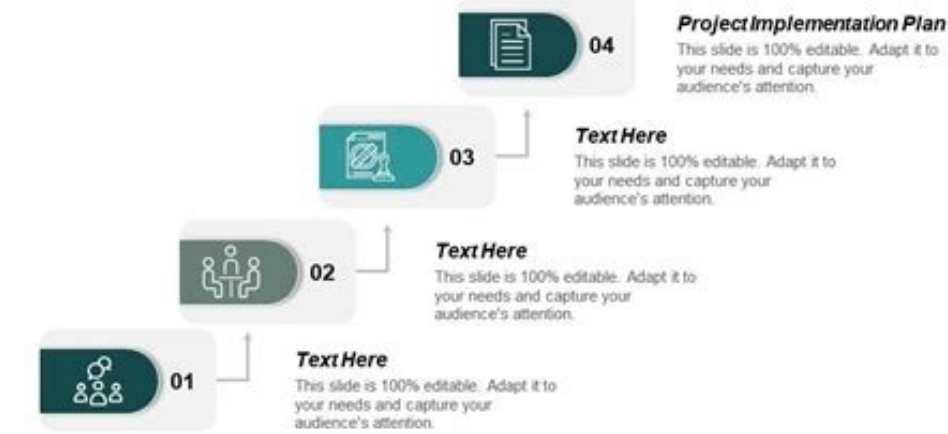 04
Project Implementation Plan
This slide is 100% editable. Adapt it to
your needs and capture your
audience's attention.
03
Text Here
This slide is 100% editable. Adapt it to
your needs and capture your
audience's attention.
02
Text Here
This slide is 100% editable. Adapt it to
your needs and capture your
audience's attention.
01
Text Here
This slide is 100% editable. Adapt it to
your needs and capture your
audience's attention.